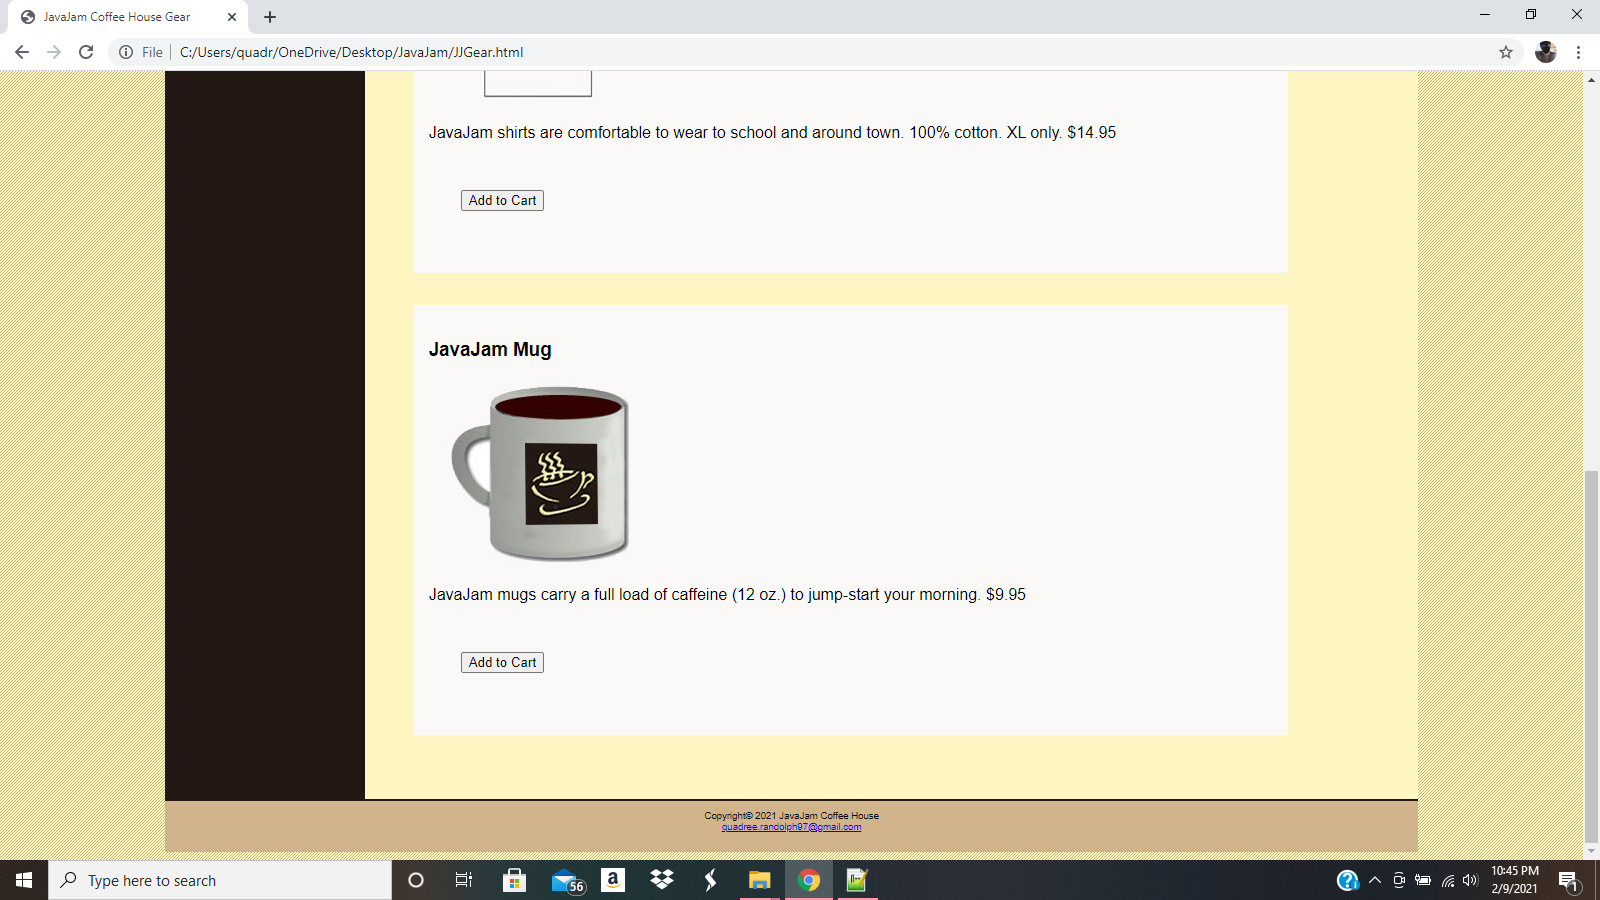 JavaJam Coffee House Gear
File | C:/Users/quadr/OneDrive/Desktop/JavaJam/JJGear.html
JavaJam shirts are comfortable to wear to school and around town. 100% cotton. XL only. $14.95
Add to Cart
JavaJam Mug
JavaJam mugs carry a full load of caffeine (12 oz.) to jump-start your morning. $9.95
Add to Cart
Copyright© 2021 JavaJam Coffee House
quadree.randolph97@gmail.com
Type here to search
56
a
10:45 PM
2/9/2021
1